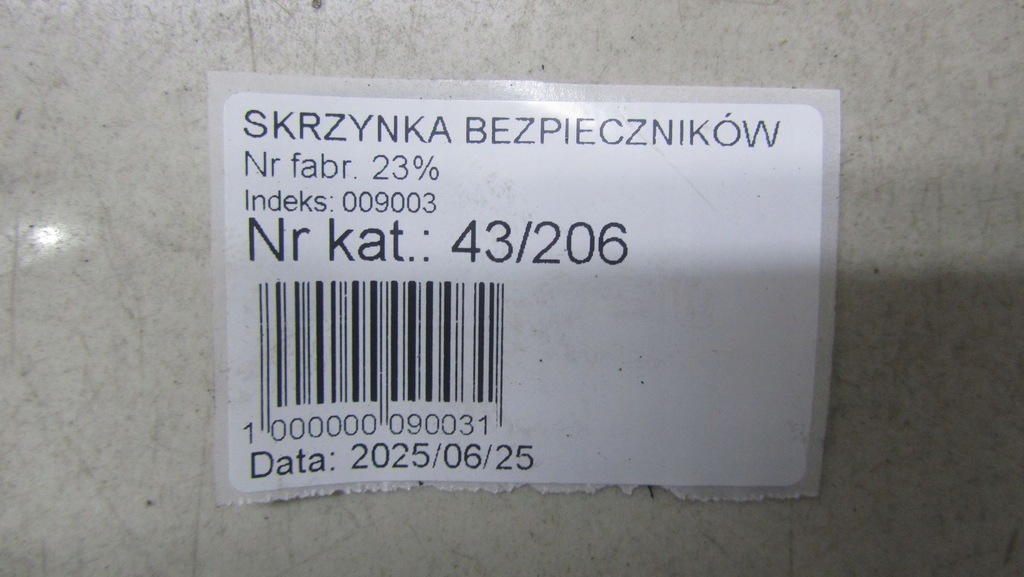 SKRZYNKA BEZPIECZNIKÓW
Nr fabr. 23%
Indeks: 009003
Nr kat.: 43/206
1 000000 090031
Data: 2025/06/25